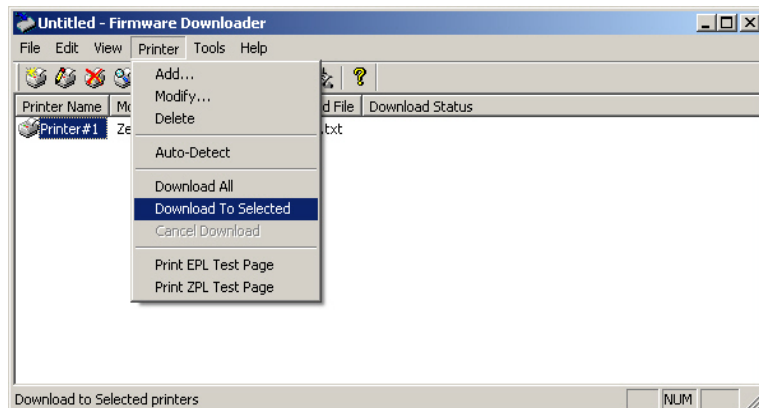 Untitled - Firmware Downloader
File Edit View Printer Tools Help
Printer Name Mo d File Download Status
Printer#1 Ze .txt
Add...
Modify...
Delete
Auto-Detect
Download All
Download To Selected
Cancel Download
Print EPL Test Page
Print ZPL Test Page
Download to Selected printers NUM